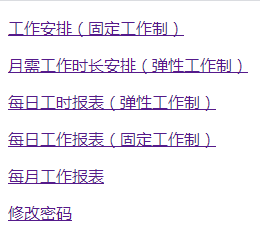 工作安排（固定工作制）
月需工作时长安排（弹性工作制）
每日工时报表（弹性工作制）
每日工作报表（固定工作制）
每月工作报表
修改密码